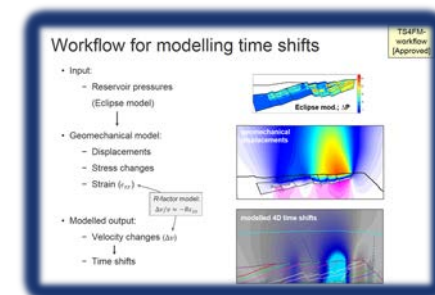 Workflow for modelling time shifts
TS4FM-
workflow
[Approved]
• Input:
− Reservoir pressures
(Eclipse model)
Eclipse mod.; ΔP
• Geomechanical model:
− Displacements
− Stress changes
− Strain (εzz)
geomechanical
displacements
R-factor model:
Δv/v = −Rεzz
• Modelled output:
− Velocity changes (Δv)
− Time shifts
modelled 4D time shifts